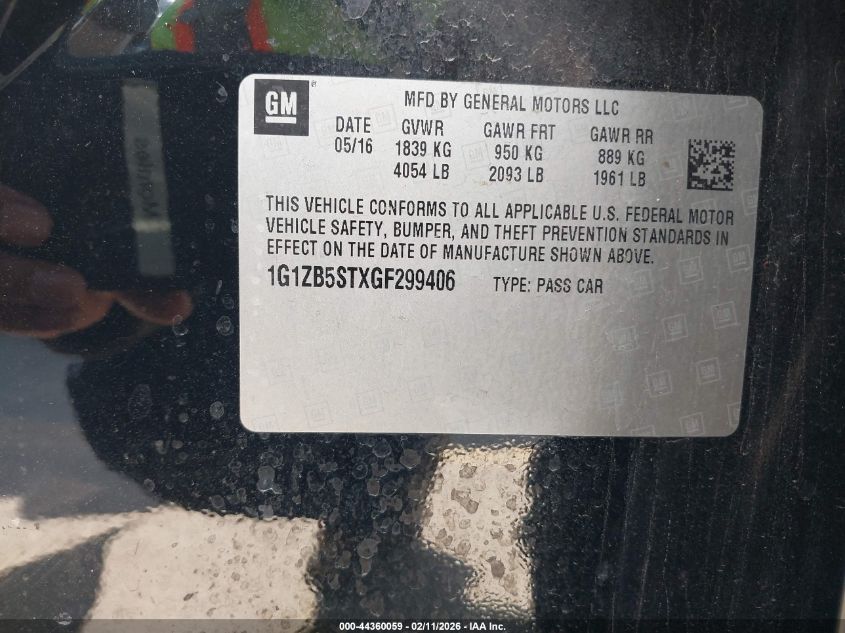 GM
MFD BY GENERAL MOTORS LLC
DATE GVWR GAWR FRT GAWR RR
05/16 1839 KG 950 KG 889 KG
4054 LB 2093 LB 1961 LB
THIS VEHICLE CONFORMS TO ALL APPLICABLE U.S. FEDERAL MOTOR
VEHICLE SAFETY, BUMPER, AND THEFT PREVENTION STANDARDS IN
EFFECT ON THE DATE OF MANUFACTURE SHOWN ABOVE.
1G1ZB5STXGF299406 TYPE: PASS CAR
000-44360059 - 02/11/2026 - IAA Inc.